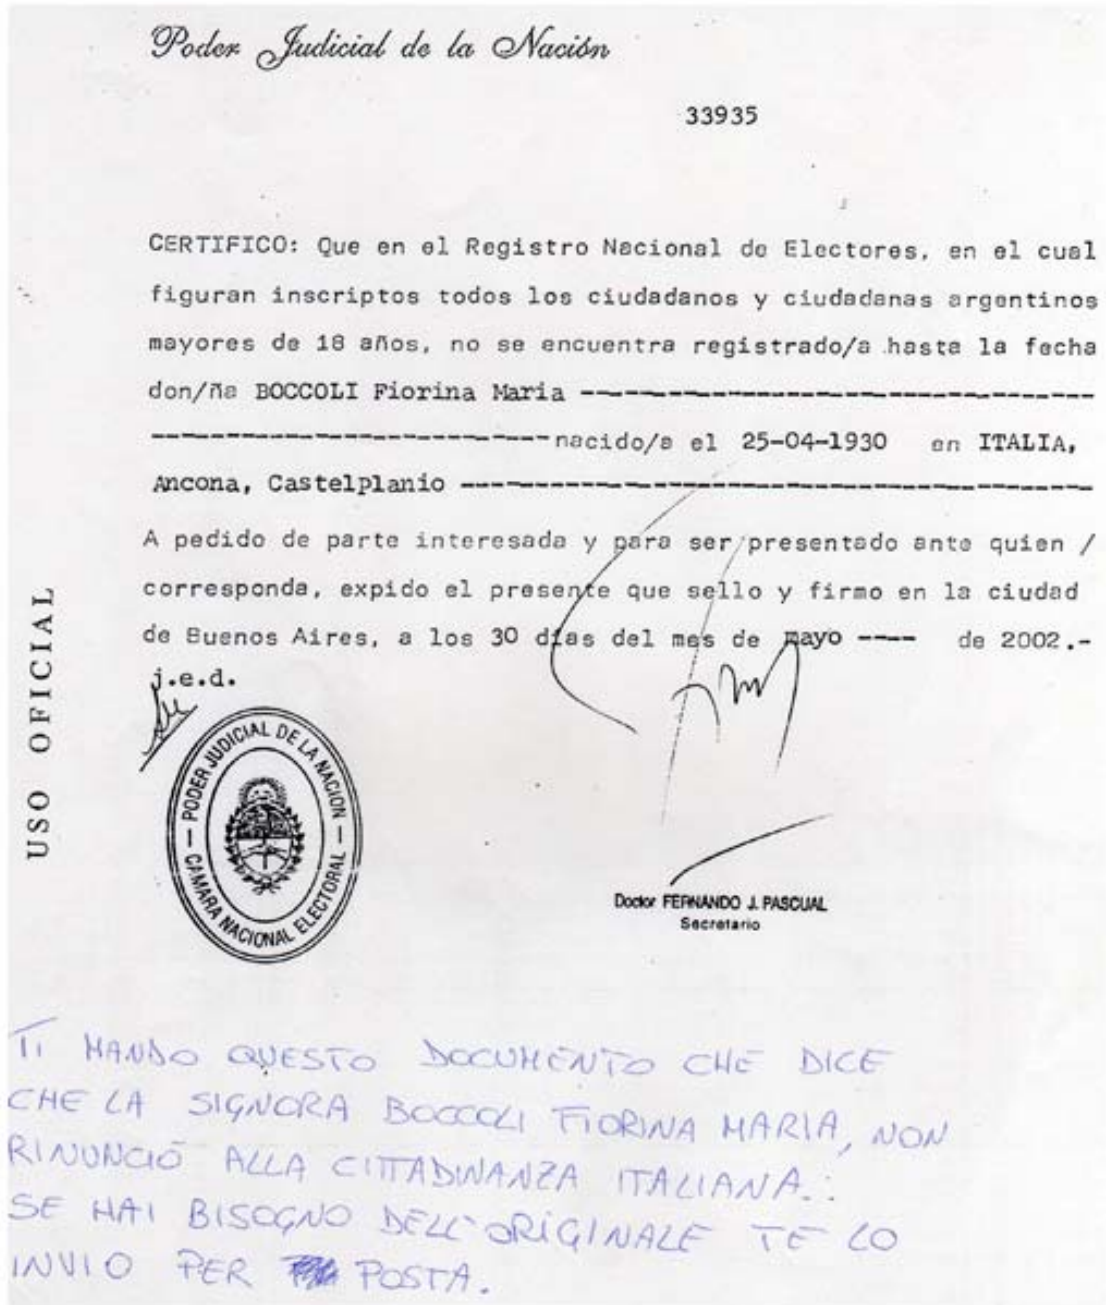 Poder Judicial de la Nación
33935
CERTIFICO: Que en el Registro Nacional de Electores, en el cual
figuran inscriptos todos los ciudadanos y ciudadanas argentinos
mayores de 18 años, no se encuentra registrado/a hasta la fecha
don/ña BOCCOLI Fiorina Maria ----------------------------------
---------------------------nacido/a el 25-04-1930 en ITALIA,
Ancona, Castelplanio ------------------------------------------
A pedido de parte interesada y para ser presentado ante quien /
corresponda, expido el presente que sello y firmo en la ciudad
de Buenos Aires, a los 30 días del mes de mayo ---- de 2002.-
j.e.d.
USO OFICIAL
PODER JUDICIAL DE LA NACION
CAMARA NACIONAL ELECTORAL
Doctor FERNANDO J. PASCUAL
Secretario
TI MANDO QUESTO DOCUMENTO CHE DICE
CHE LA SIGNORA BOCCOLI FIORINA MARIA, NON
RINUNCIÒ ALLA CITTADINANZA ITALIANA.
SE HAI BISOGNO DELL'ORIGINALE TE LO
INVIO PER POSTA.